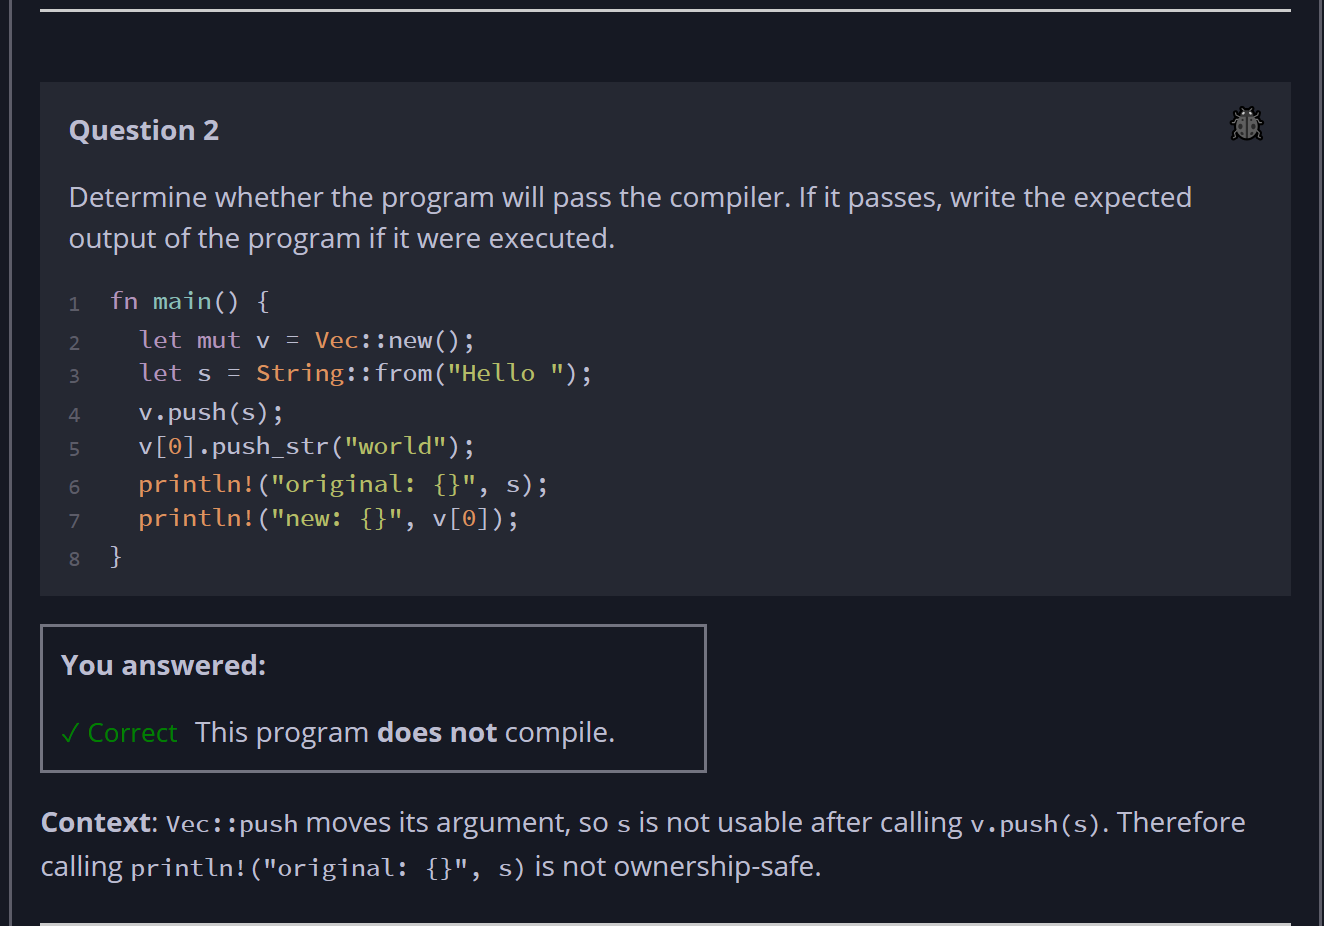 Question 2
Determine whether the program will pass the compiler. If it passes, write the expected
output of the program if it were executed.
1 fn main() {
2   let mut v = Vec::new();
3   let s = String::from("Hello ");
4   v.push(s);
5   v[0].push_str("world");
6   println!("original: {}", s);
7   println!("new: {}", v[0]);
8 }
You answered:
✓ Correct This program does not compile.
Context: Vec::push moves its argument, so s is not usable after calling v.push(s). Therefore
calling println!("original: {}", s) is not ownership-safe.